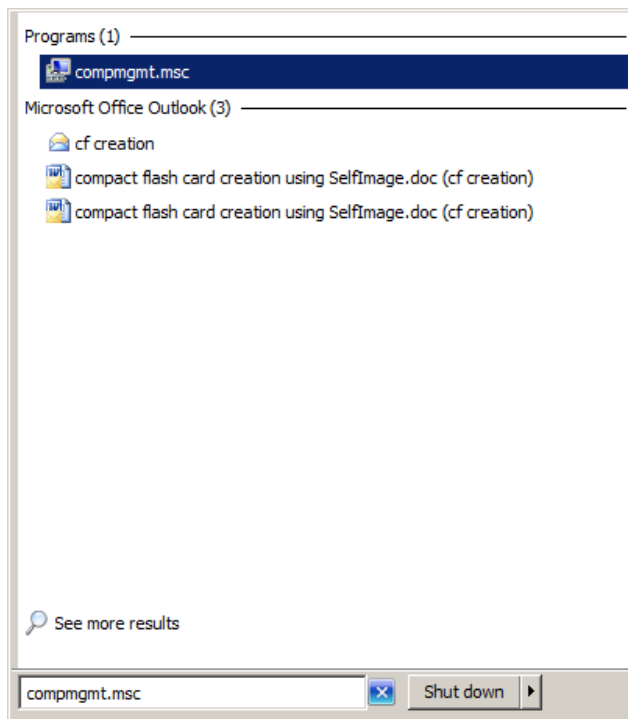 Programs (1)
compmgmt.msc
Microsoft Office Outlook (3)
cf creation
compact flash card creation using SelfImage.doc (cf creation)
compact flash card creation using SelfImage.doc (cf creation)
See more results
compmgmt.msc
Shut down